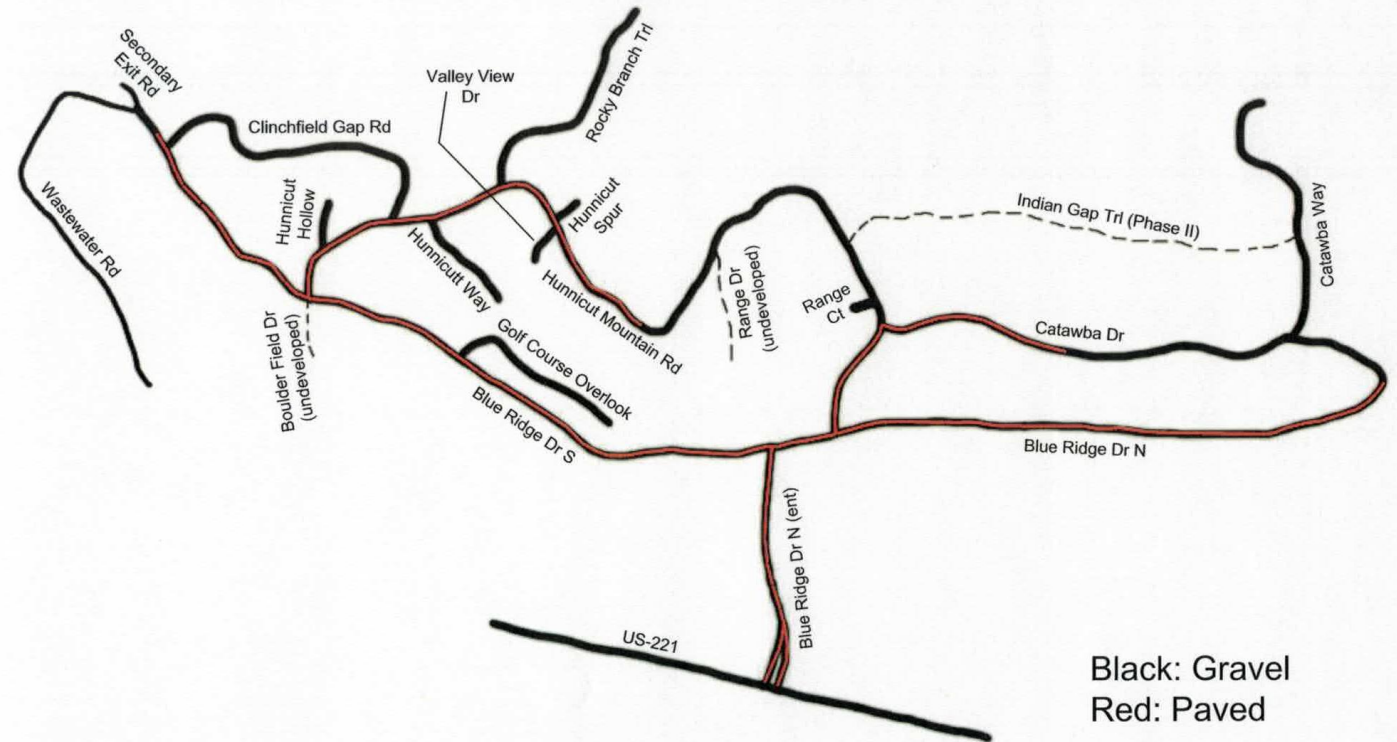 Secondary
Exit Rd
Clinchfield Gap Rd
Valley View
Dr
Rocky Branch Trl
Wastewater Rd
Hunnicut
Hollow
Hunnicutt Way
Hunnicut
Spur
Hunnicut Mountain Rd
Boulder Field Dr
(undeveloped)
Golf Course Overlook
Blue Ridge Dr S
Range Dr
(undeveloped)
Range
Ct
Indian Gap Trl (Phase II)
Catawba Way
Catawba Dr
Blue Ridge Dr N
Blue Ridge Dr N (ent)
US-221
Black: Gravel
Red: Paved